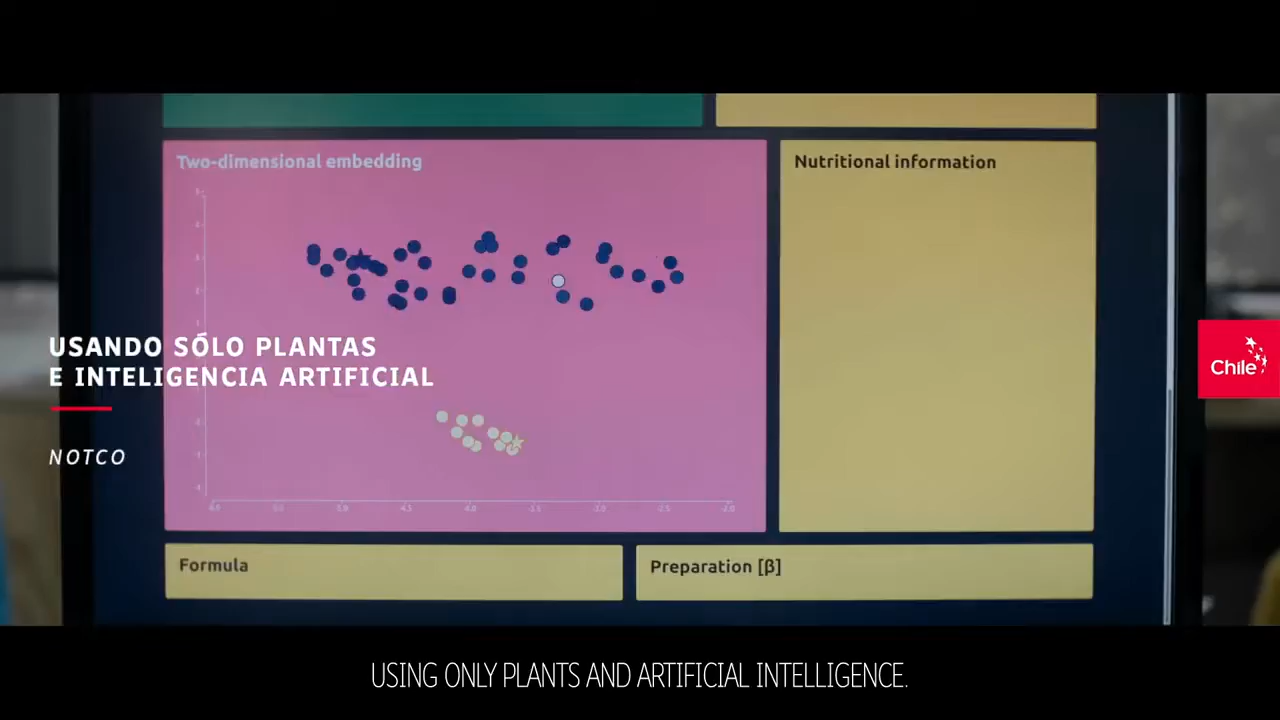 Two-dimensional embedding
Nutritional information
USANDO SÓLO PLANTAS
E INTELIGENCIA ARTIFICIAL
NOTCO
Chile
Formula
Preparation [β]
USING ONLY PLANTS AND ARTIFICIAL INTELLIGENCE.